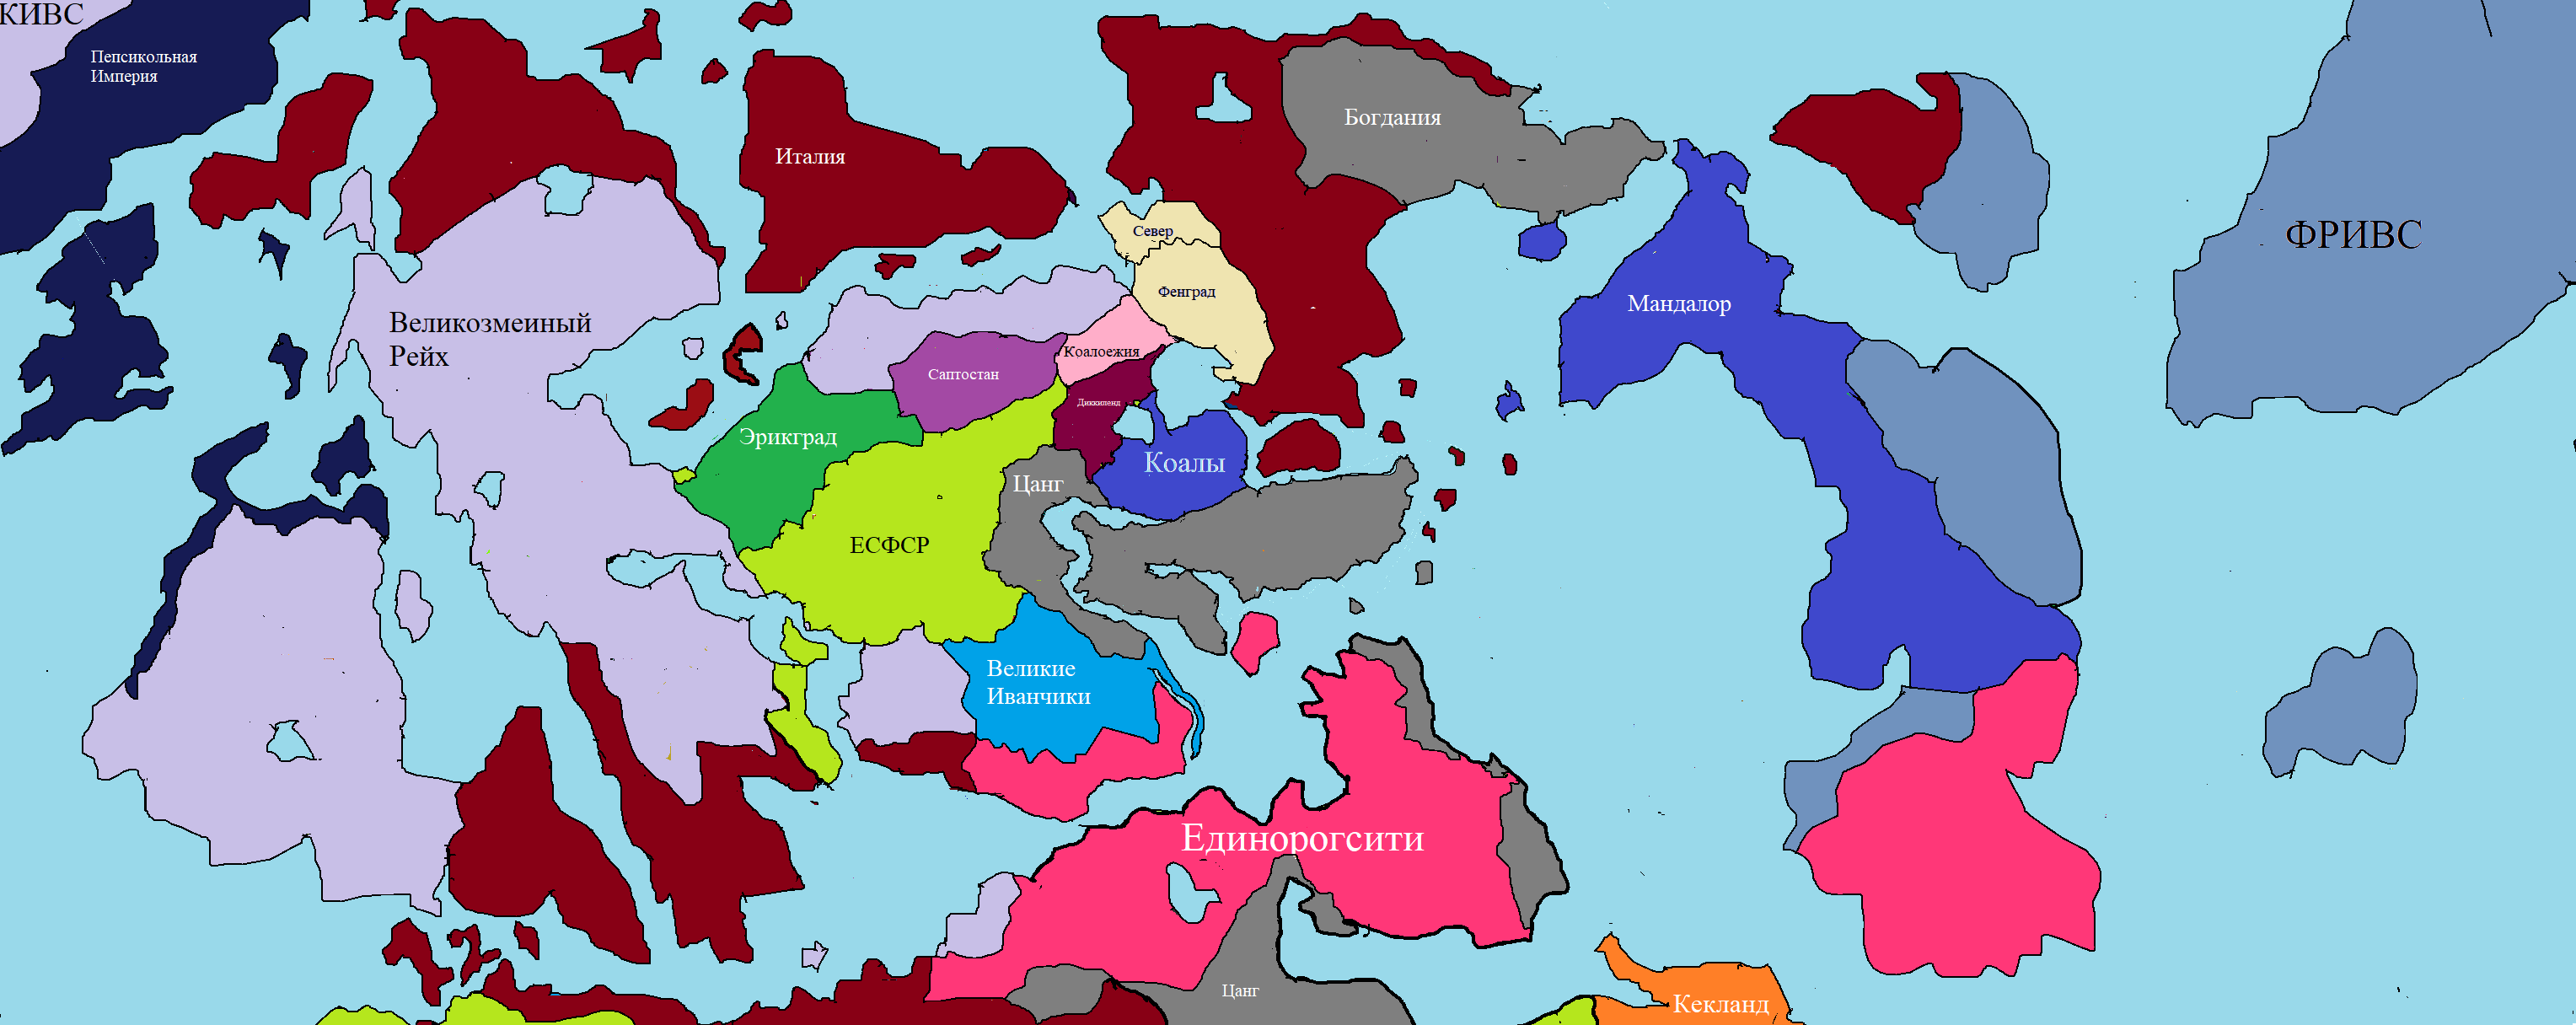 КИВС
Пепсикольная
Империя
Богдания
Италия
Север
ФРИВС
Фенград
Мандалор
Великозмеиный
Рейх
Коалоежия
Саптостан
Диквиленд
Эрикград
Коалы
Цанг
ЕСФСР
Великие
Иванчики
Единорогсити
Цанг
Кекланд